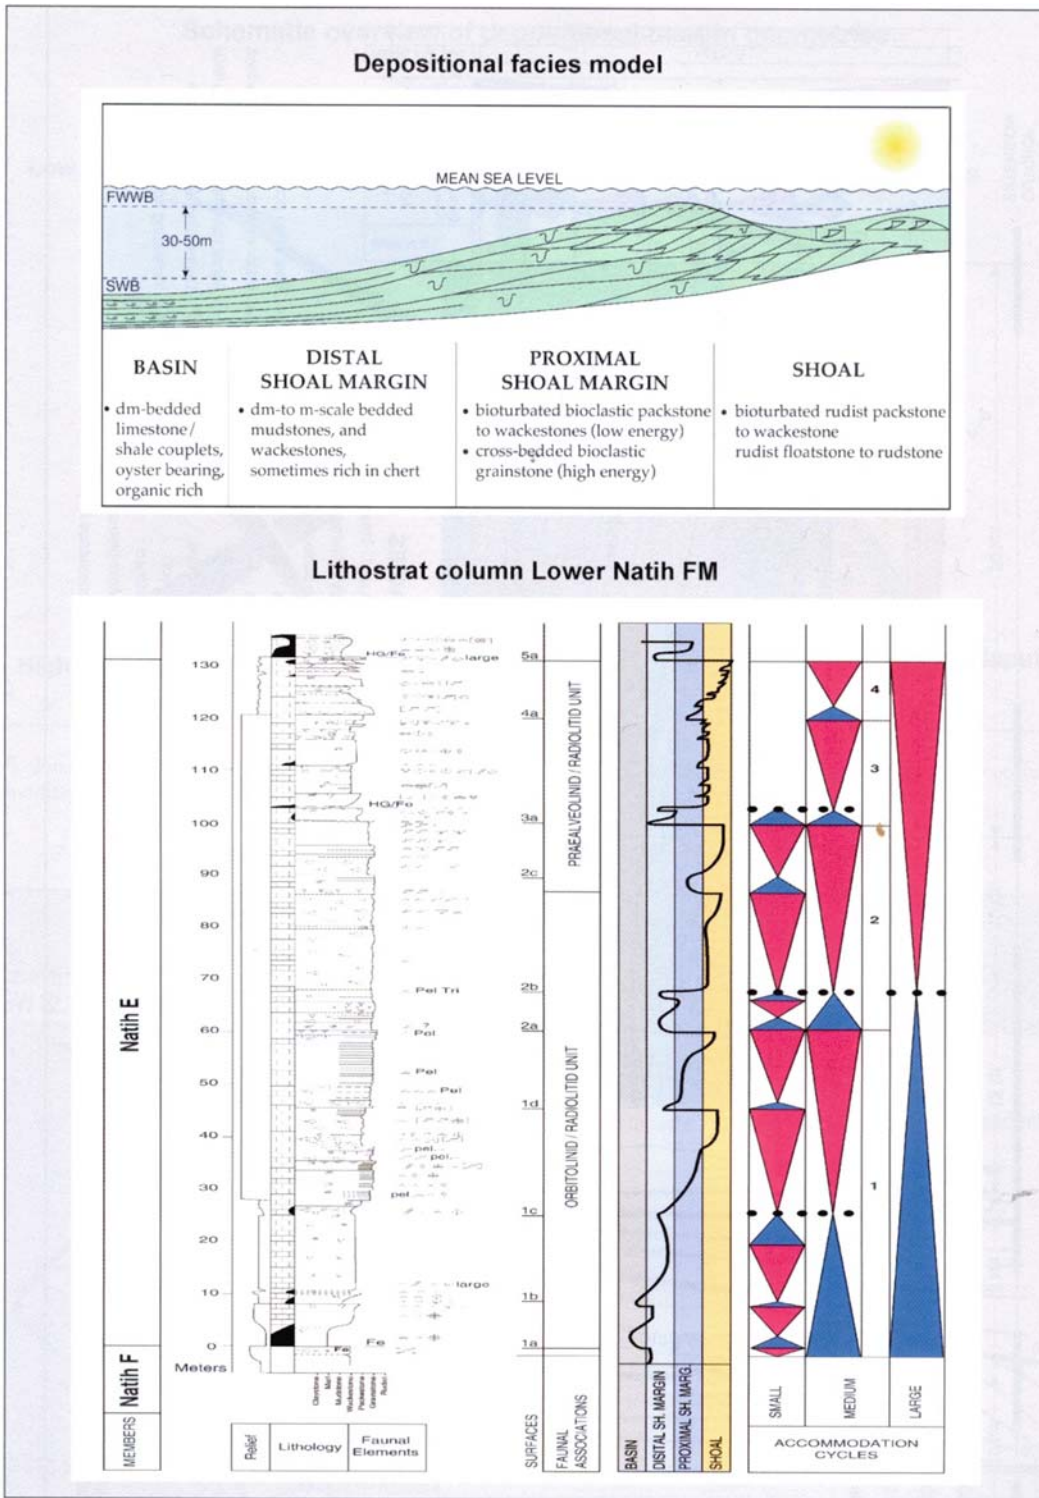 Depositional facies model
MEAN SEA LEVEL
FWWB
30-50m
SWB
BASIN
• dm-bedded
limestone/
shale couplets,
oyster bearing,
organic rich
DISTAL
SHOAL MARGIN
• dm-to m-scale bedded
mudstones, and
wackestones,
sometimes rich in chert
PROXIMAL
SHOAL MARGIN
• bioturbated bioclastic packstone
to wackestones (low energy)
• cross-bedded bioclastic
grainstone (high energy)
SHOAL
• bioturbated rudist packstone
to wackestone
rudist floatstone to rudstone
Lithostrat column Lower Natih FM
MEMBERS
Natih F
Natih E
130
120
110
100
90
80
70
60
50
40
30
20
10
0
Meters
HG/Fe
large
HG/Fe
Pel Tri
?
Pel
Pel
Pel
pel.
pel.
pel
large
Fe
Fe
Relief
Lithology
Faunal
Elements
SURFACES
5a
4a
3a
2c
2b
2a
1d
1c
1b
1a
FAUNAL
ASSOCIATIONS
PRAEALVEOLINID / RADIOLITID UNIT
ORBITOLINID / RADIOLITID UNIT
BASIN
DISITAL SH. MARGIN
PROXIMAL SH. MARG.
SHOAL
4
3
2
1
SMALL
MEDIUM
LARGE
ACCOMMODATION
CYCLES